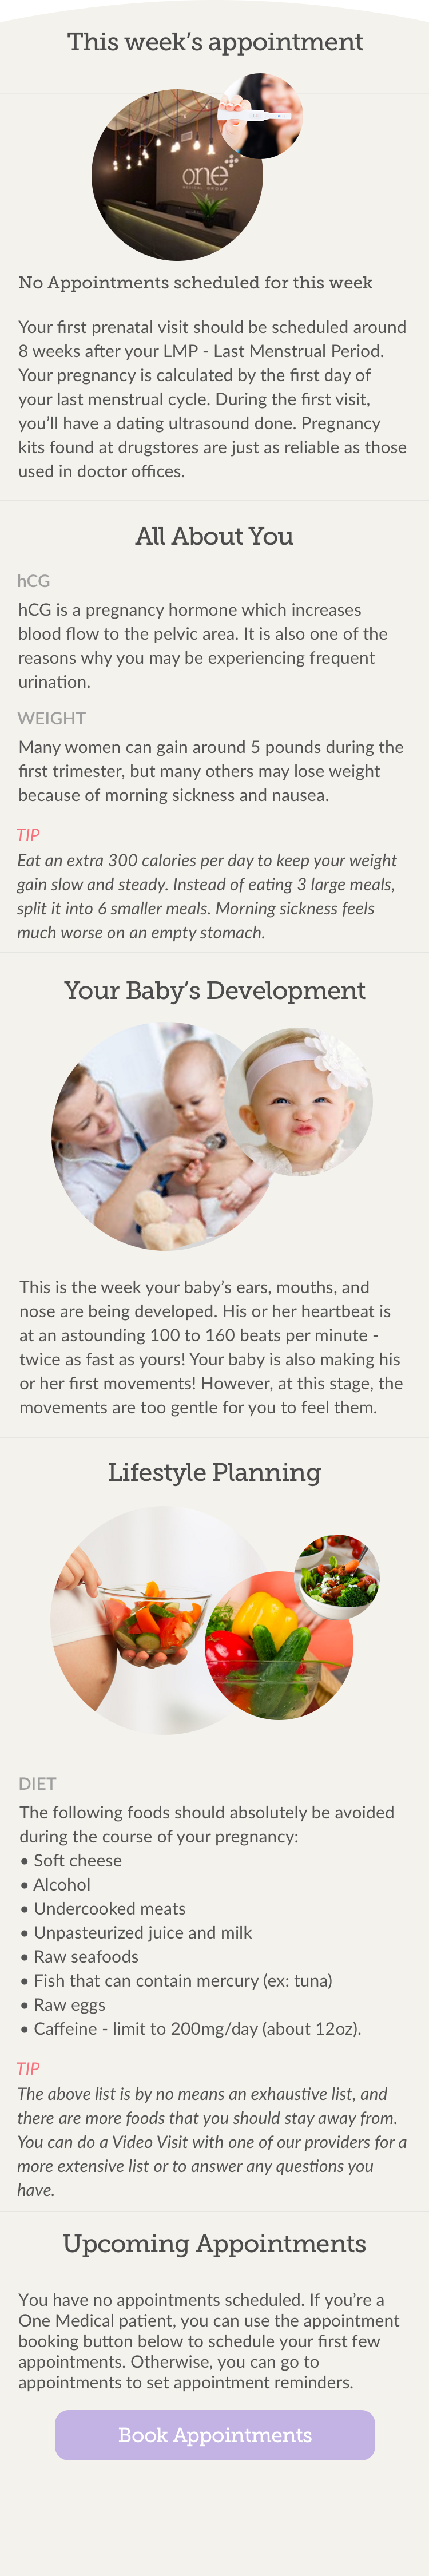 This week’s appointment
one
MEDICAL GROUP
No Appointments scheduled for this week
Your first prenatal visit should be scheduled around
8 weeks after your LMP - Last Menstrual Period.
Your pregnancy is calculated by the first day of
your last menstrual cycle. During the first visit,
you’ll have a dating ultrasound done. Pregnancy
kits found at drugstores are just as reliable as those
used in doctor offices.
All About You
hCG
hCG is a pregnancy hormone which increases
blood flow to the pelvic area. It is also one of the
reasons why you may be experiencing frequent
urination.
WEIGHT
Many women can gain around 5 pounds during the
first trimester, but many others may lose weight
because of morning sickness and nausea.
TIP
Eat an extra 300 calories per day to keep your weight
gain slow and steady. Instead of eating 3 large meals,
split it into 6 smaller meals. Morning sickness feels
much worse on an empty stomach.
Your Baby’s Development
This is the week your baby’s ears, mouths, and
nose are being developed. His or her heartbeat is
at an astounding 100 to 160 beats per minute -
twice as fast as yours! Your baby is also making his
or her first movements! However, at this stage, the
movements are too gentle for you to feel them.
Lifestyle Planning
DIET
The following foods should absolutely be avoided
during the course of your pregnancy:
• Soft cheese
• Alcohol
• Undercooked meats
• Unpasteurized juice and milk
• Raw seafoods
• Fish that can contain mercury (ex: tuna)
• Raw eggs
• Caffeine - limit to 200mg/day (about 12oz).
TIP
The above list is by no means an exhaustive list, and
there are more foods that you should stay away from.
You can do a Video Visit with one of our providers for a
more extensive list or to answer any questions you
have.
Upcoming Appointments
You have no appointments scheduled. If you’re a
One Medical patient, you can use the appointment
booking button below to schedule your first few
appointments. Otherwise, you can go to
appointments to set appointment reminders.
Book Appointments